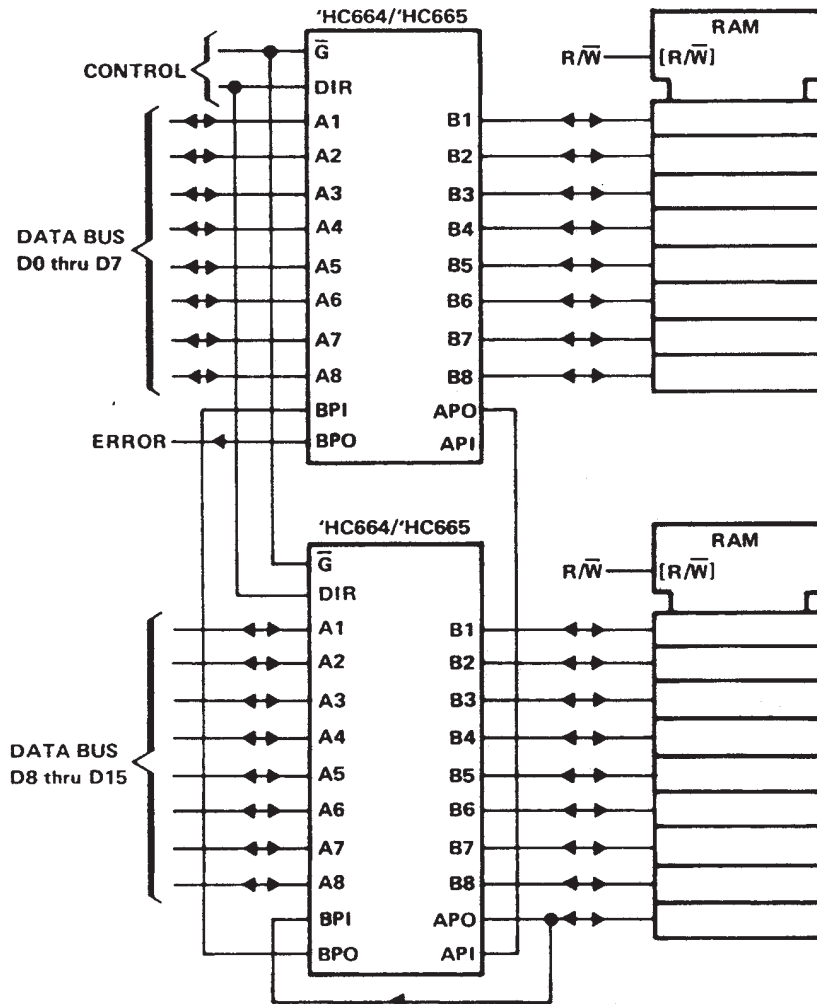 'HC664/'HC665
CONTROL
G̅
DIR
A1
A2
A3
A4
A5
A6
A7
A8
BPI
BPO
B1
B2
B3
B4
B5
B6
B7
B8
APO
API
DATA BUS
D0 thru D7
ERROR
RAM
R/W̅
[R/W̅]
'HC664/'HC665
G̅
DIR
A1
A2
A3
A4
A5
A6
A7
A8
BPI
BPO
B1
B2
B3
B4
B5
B6
B7
B8
APO
API
DATA BUS
D8 thru D15
RAM
R/W̅
[R/W̅]